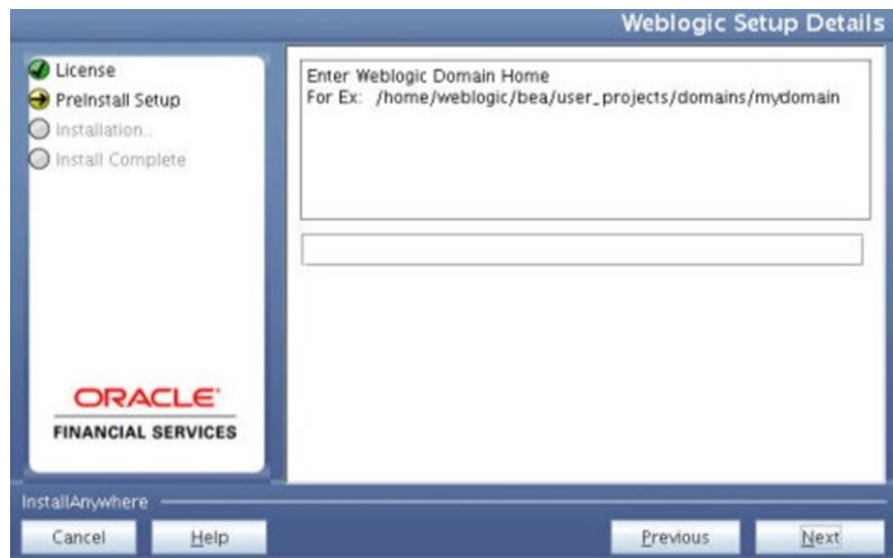 Weblogic Setup Details
License
PreInstall Setup
Installation..
Install Complete
Enter Weblogic Domain Home
For Ex: /home/weblogic/bea/user_projects/domains/mydomain
ORACLE®
FINANCIAL SERVICES
InstallAnywhere
Cancel Help Previous Next